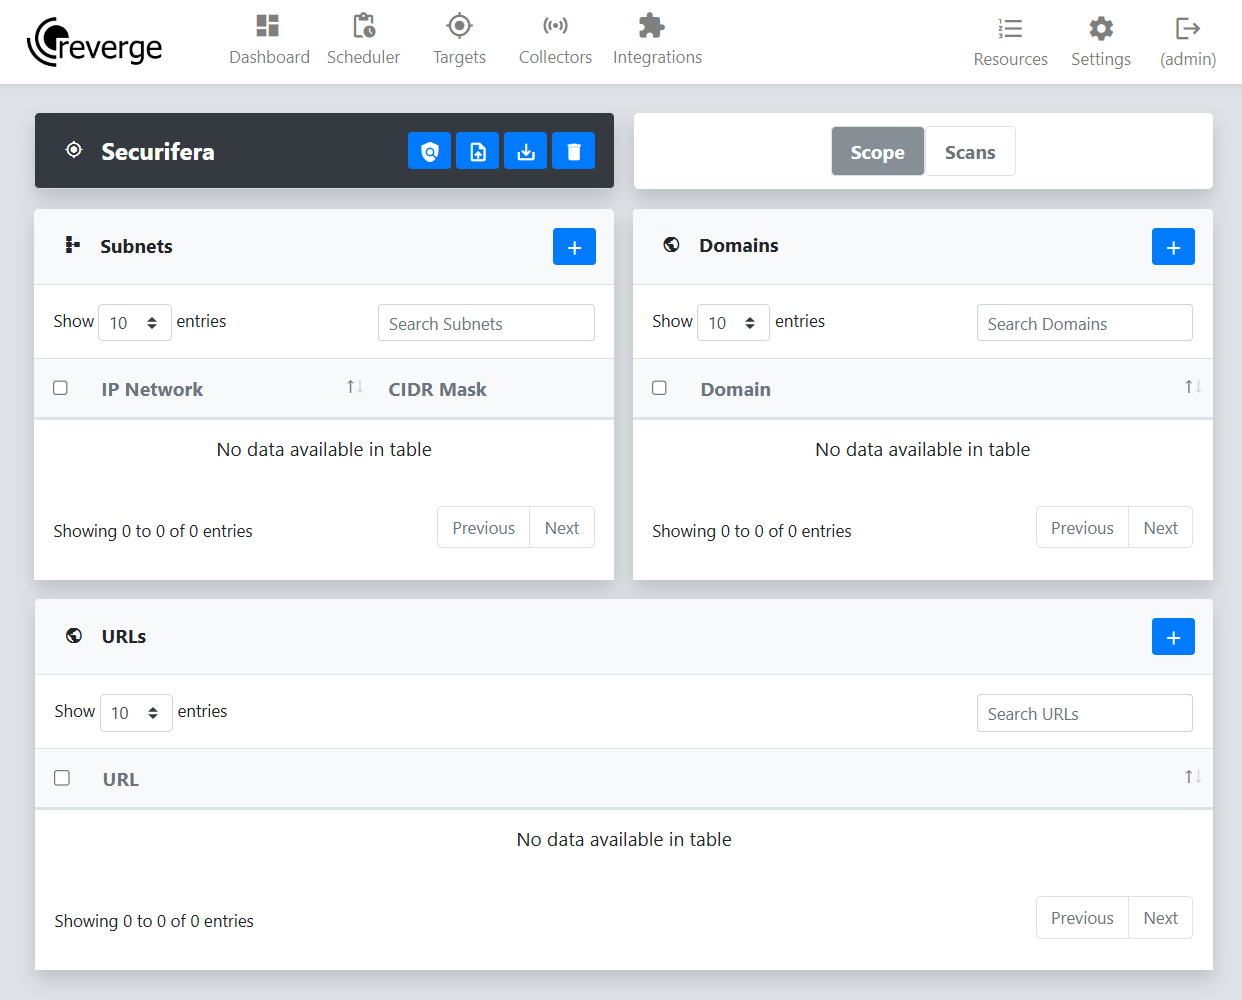 reverge
Dashboard
Scheduler
Targets
Collectors
Integrations
Resources
Settings
(admin)
Securifera
Scope
Scans
Subnets
Show 10 entries
Search Subnets
IP Network
CIDR Mask
No data available in table
Showing 0 to 0 of 0 entries
Previous
Next
Domains
Show 10 entries
Search Domains
Domain
No data available in table
Showing 0 to 0 of 0 entries
Previous
Next
URLs
Show 10 entries
Search URLs
URL
No data available in table
Showing 0 to 0 of 0 entries
Previous
Next